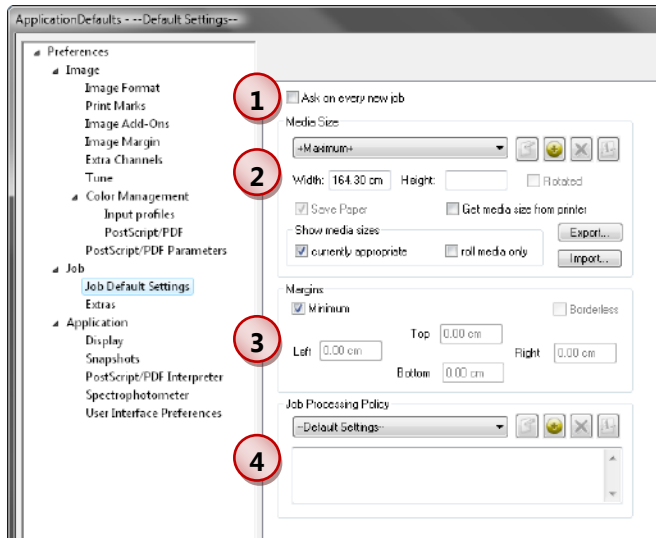 ApplicationDefaults - --Default Settings--
Preferences
Image
Image Format
Print Marks
Image Add-Ons
Image Margin
Extra Channels
Tune
Color Management
Input profiles
PostScript/PDF
PostScript/PDF Parameters
Job
Job Default Settings
Extras
Application
Display
Snapshots
PostScript/PDF Interpreter
Spectrophotometer
User Interface Preferences
1
Ask on every new job
Media Size
+Maximum+
2
Width: 164.30 cm Height: Rotated
Save Paper Get media size from printer
Show media sizes Export...
currently appropriate roll media only Import...
Margins
Minimum Borderless
3
Top 0.00 cm
Left 0.00 cm Right 0.00 cm
Bottom 0.00 cm
Job Processing Policy
--Default Settings--
4